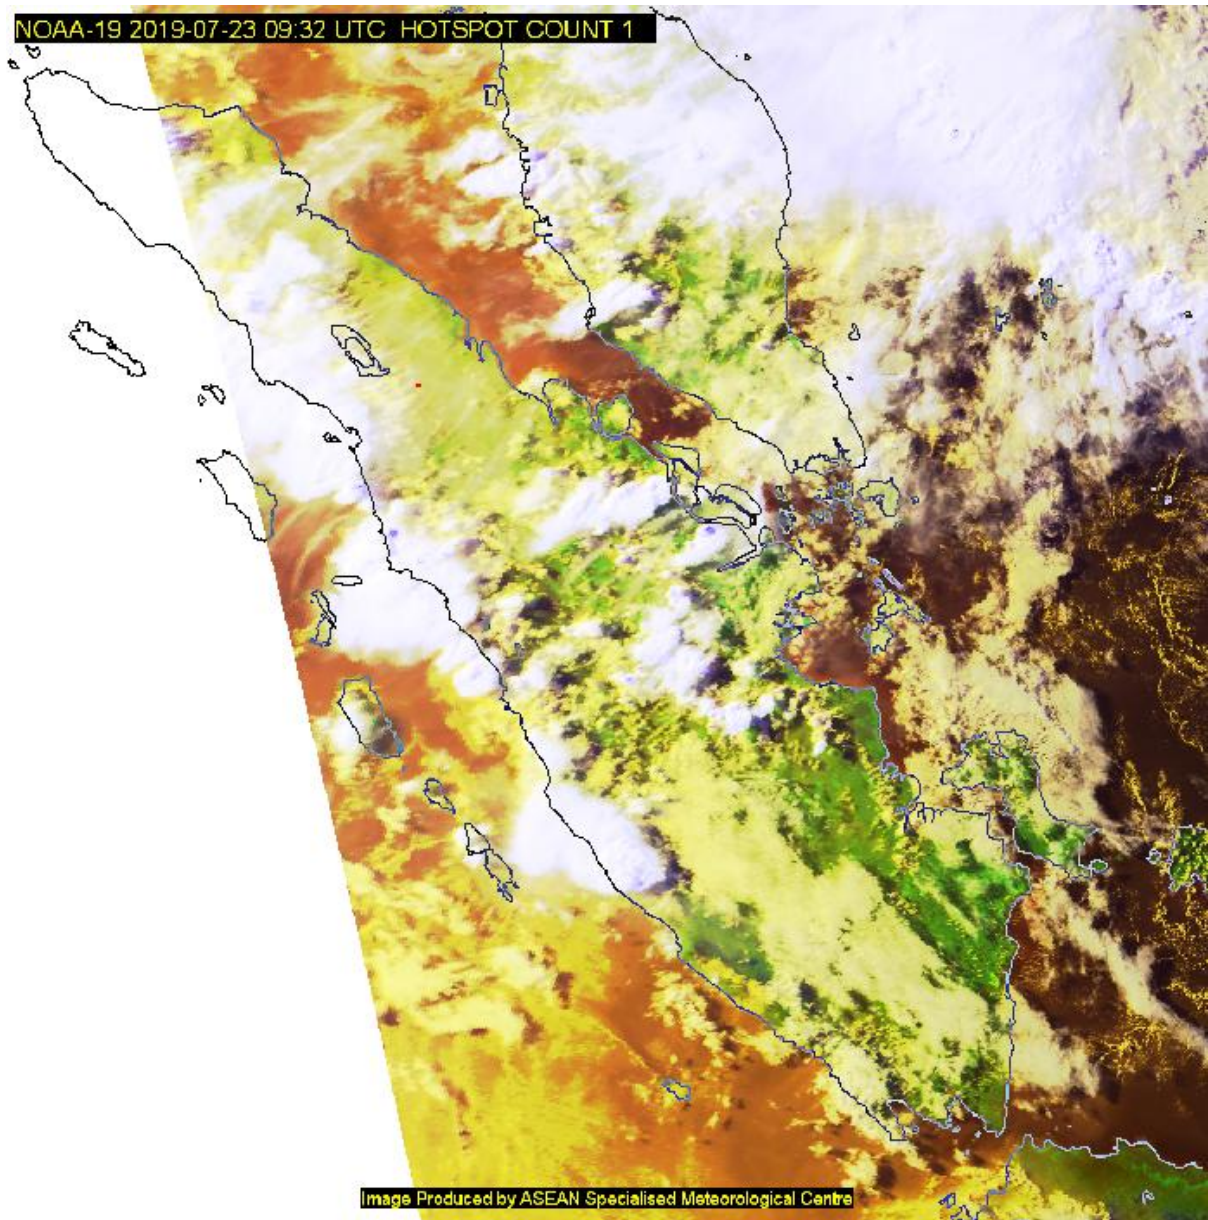 NOAA-19 2019-07-23 09:32 UTC HOTSPOT COUNT 1
Image Produced by ASEAN Specialised Meteorological Centre